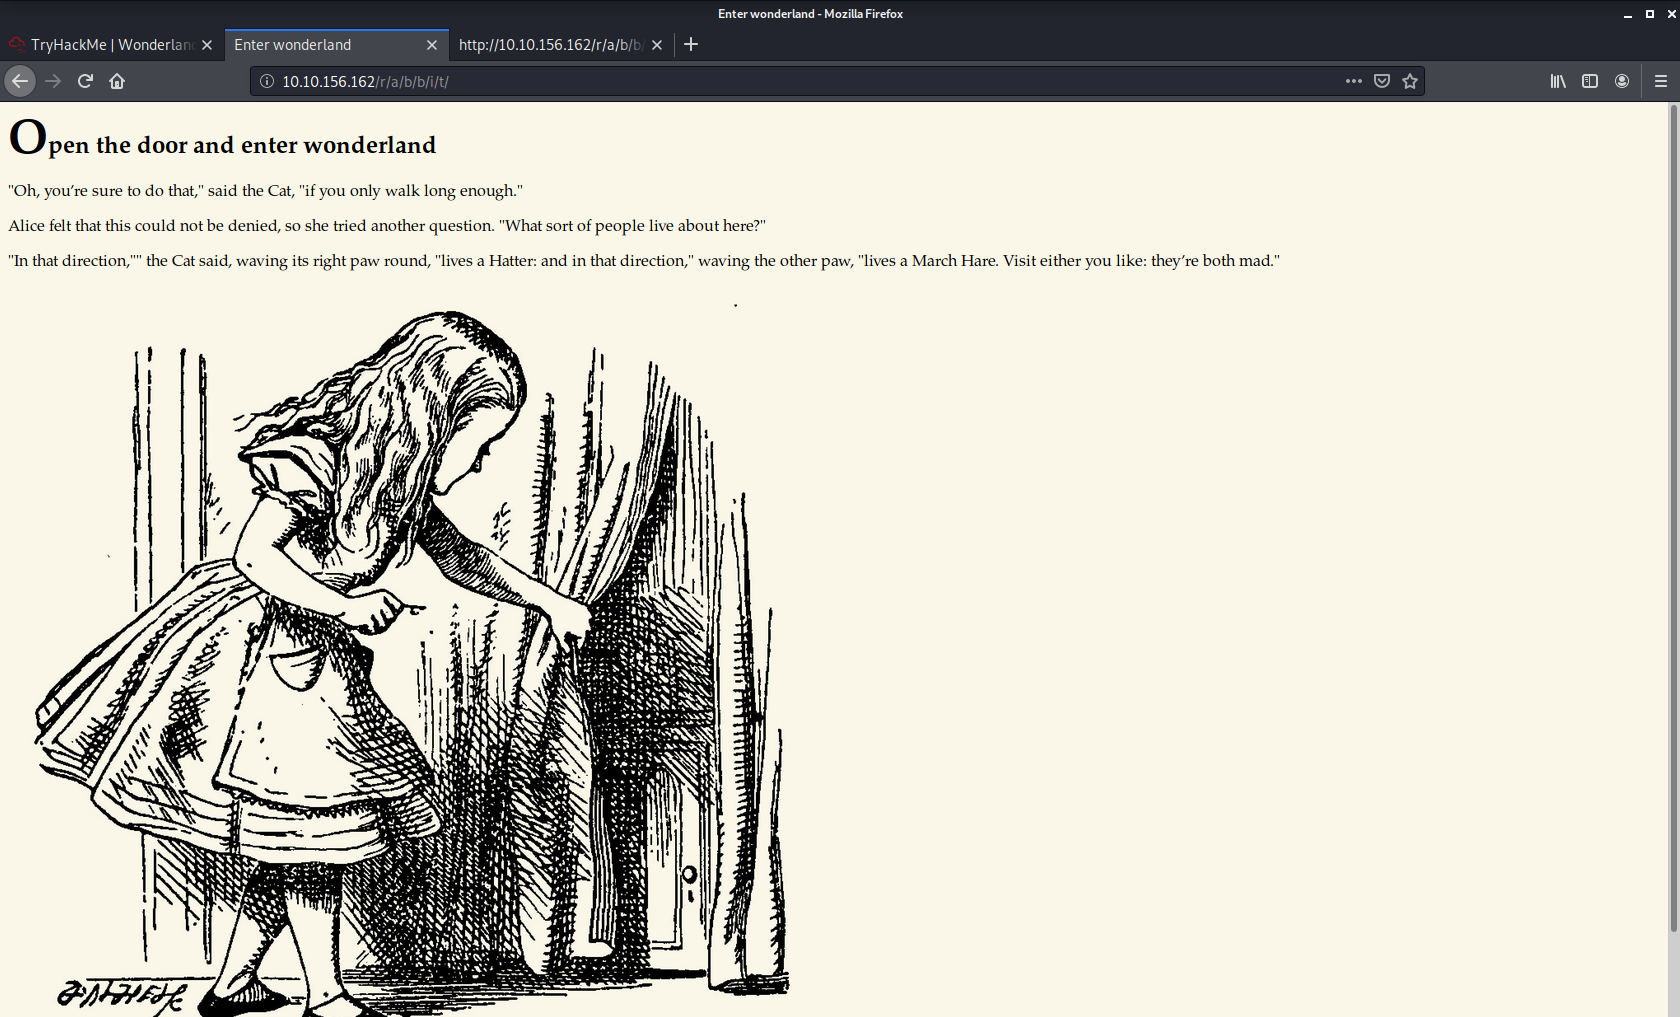 Enter wonderland - Mozilla Firefox
TryHackMe | Wonderlan
Enter wonderland
http://10.10.156.162/r/a/b/b/
10.10.156.162/r/a/b/b/i/t/
Open the door and enter wonderland
"Oh, you’re sure to do that," said the Cat, "if you only walk long enough."
Alice felt that this could not be denied, so she tried another question. "What sort of people live about here?"
"In that direction,"" the Cat said, waving its right paw round, "lives a Hatter: and in that direction," waving the other paw, "lives a March Hare. Visit either you like: they’re both mad."